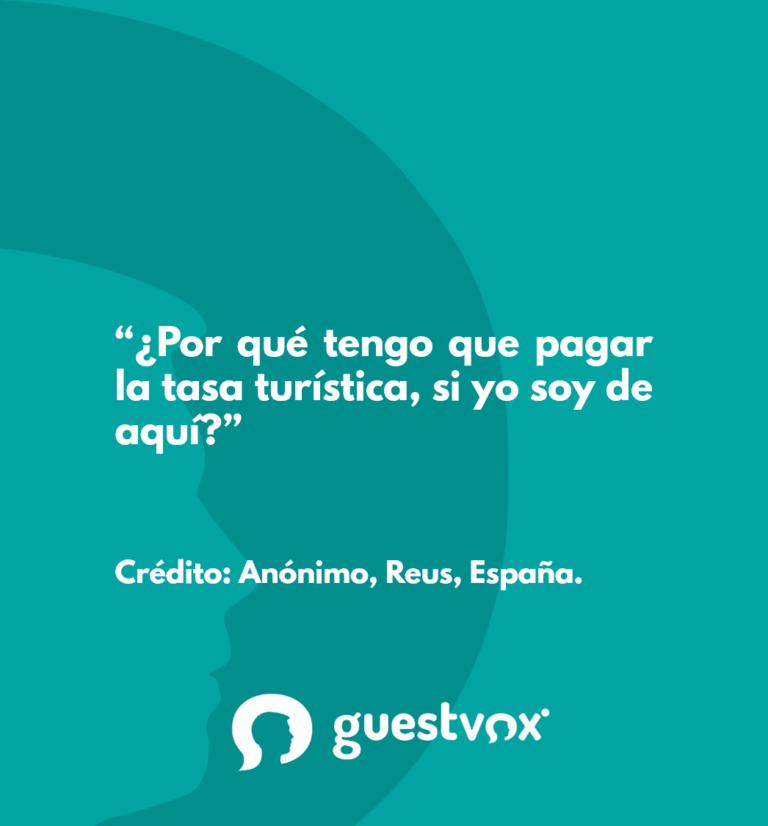 “¿Por qué tengo que pagar
la tasa turística, si yo soy de
aquí?”
Crédito: Anónimo, Reus, España.
guestvox